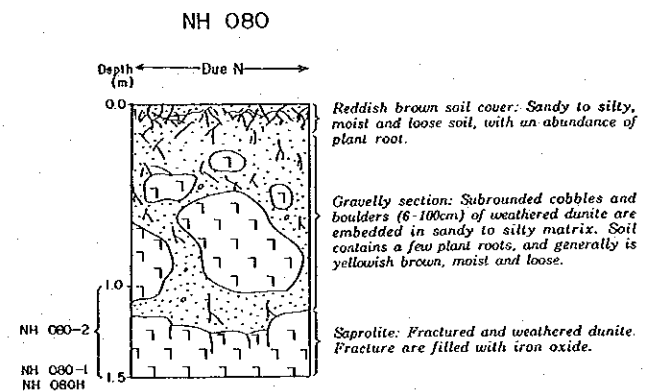 NH 080
Depth
(m)
Due N
0.0
Reddish brown soil cover: Sandy to silty,
moist and loose soil, with an abundance of
plant root.
Gravelly section: Subrounded cobbles and
boulders (6-100cm) of weathered dunite are
embedded in sandy to silty matrix. Soil
contains a few plant roots, and generally is
yellowish brown, moist and loose.
1.0
NH 080-2
Saprolite: Fractured and weathered dunite.
Fracture are filled with iron oxide.
NH 080-1
1.5
NH 080H